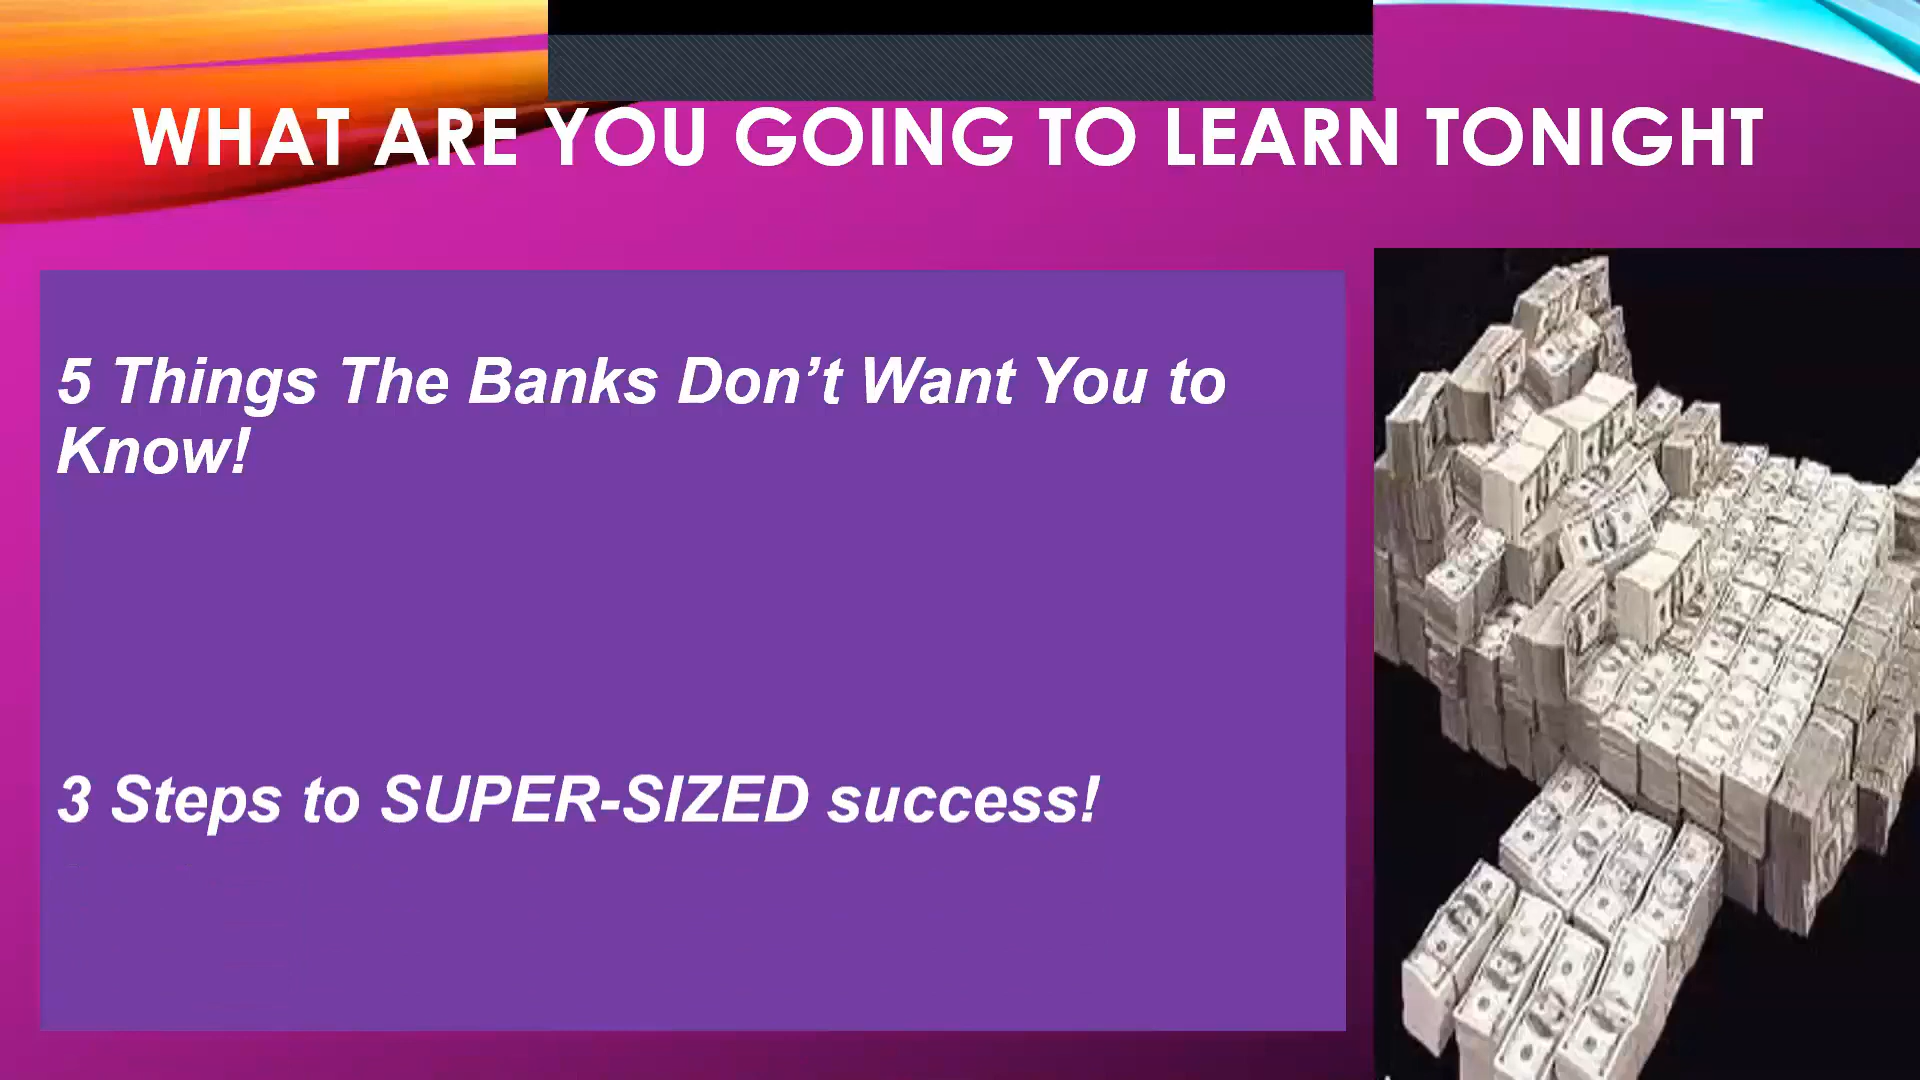 WHAT ARE YOU GOING TO LEARN TONIGHT
5 Things The Banks Don’t Want You to
Know!
3 Steps to SUPER-SIZED success!